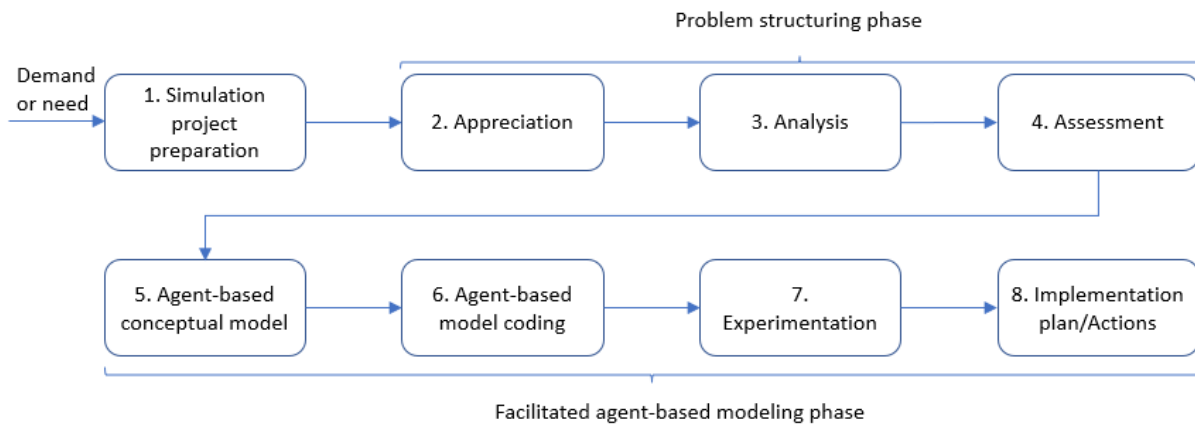 Problem structuring phase
Demand
or need
1. Simulation
project
preparation
2. Appreciation
3. Analysis
4. Assessment
5. Agent-based
conceptual model
6. Agent-based
model coding
7.
Experimentation
8. Implementation
plan/Actions
Facilitated agent-based modeling phase